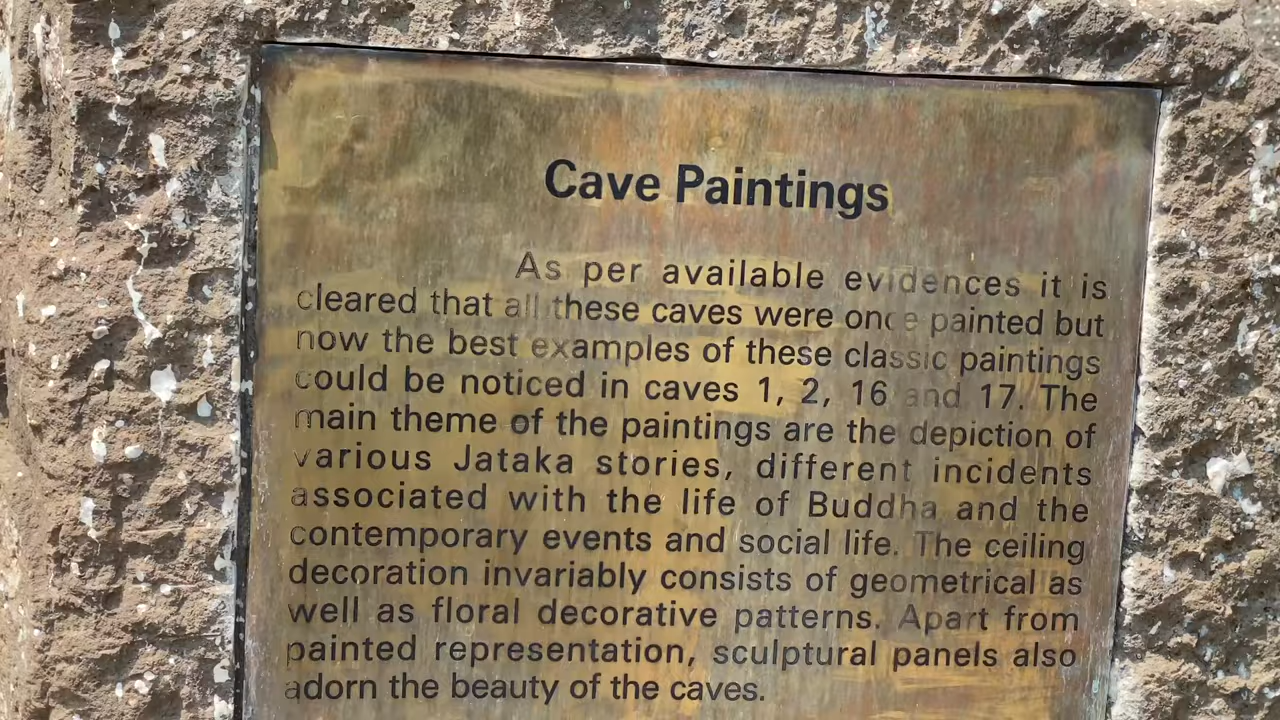 Cave Paintings
As per available evidences it is
cleared that all these caves were once painted but
now the best examples of these classic paintings
could be noticed in caves 1, 2, 16 and 17. The
main theme of the paintings are the depiction of
various Jataka stories, different incidents
associated with the life of Buddha and the
contemporary events and social life. The ceiling
decoration invariably consists of geometrical as
well as floral decorative patterns. Apart from
painted representation, sculptural panels also
adorn the beauty of the caves.